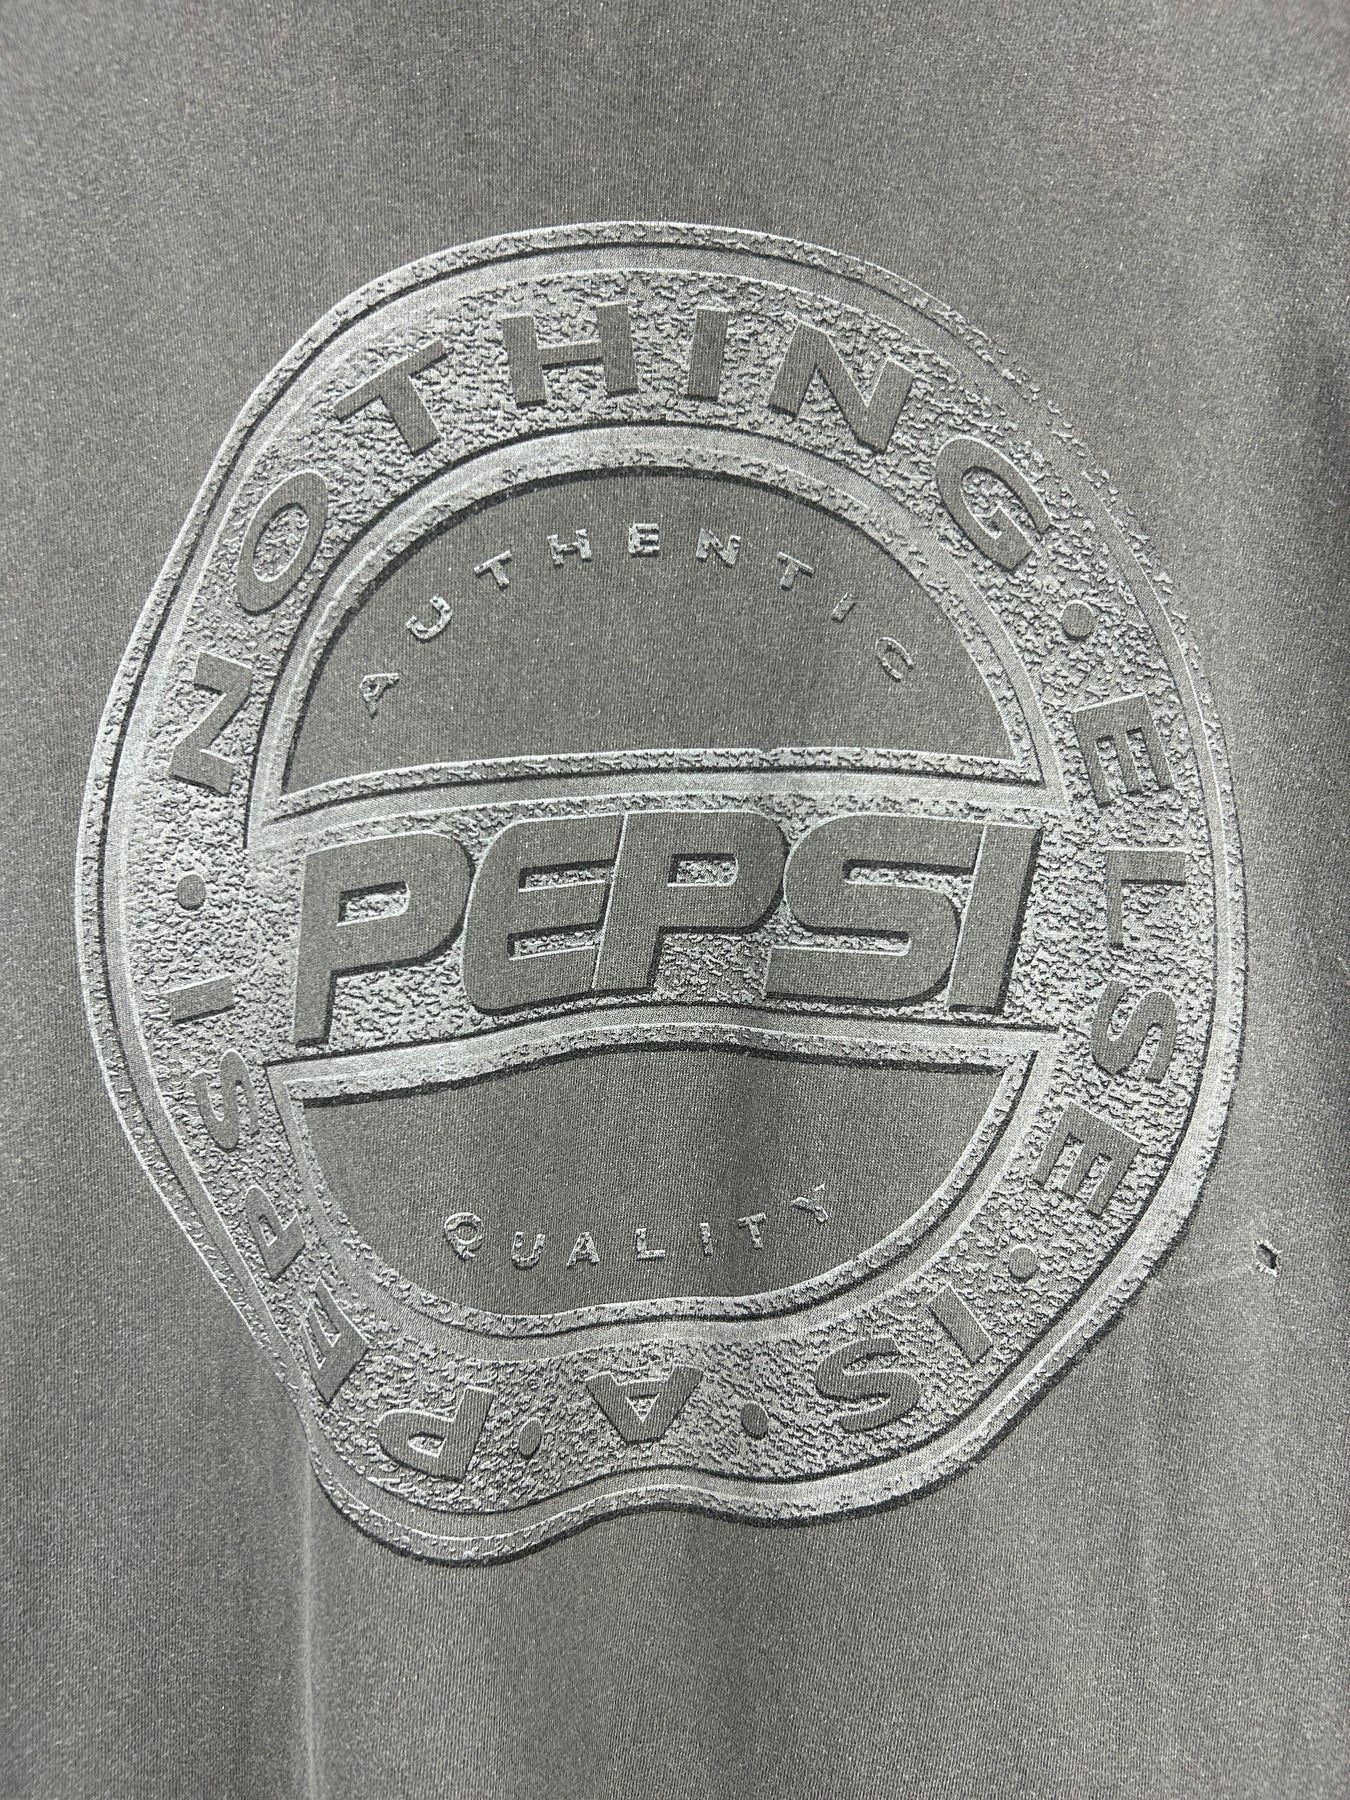 NOTHING • ELSE • IS • A • PEPSI •
AUTHENTIC
PEPSI
®
QUALITY